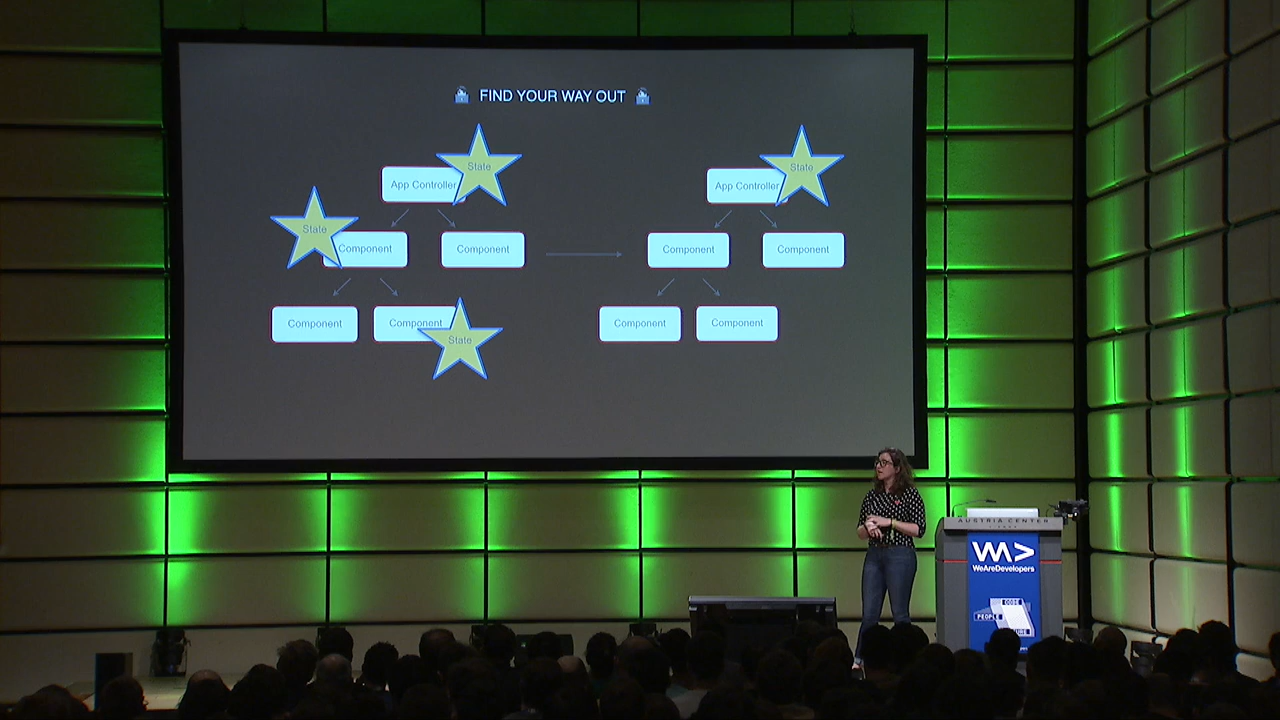 FIND YOUR WAY OUT
State
App Controller
State
Component
Component
Component
Component
State
State
App Controller
Component
Component
Component
Component
AUSTRIA CENTER
WeAreDevelopers
CODE
PEOPLE